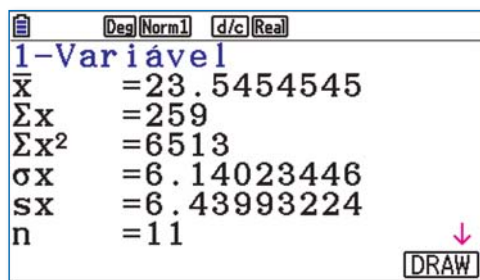 Deg Norm1 d/c Real
1-Variável
x̄ =23.5454545
Σx =259
Σx² =6513
σx =6.14023446
sx =6.43993224
n =11 ↓
DRAW